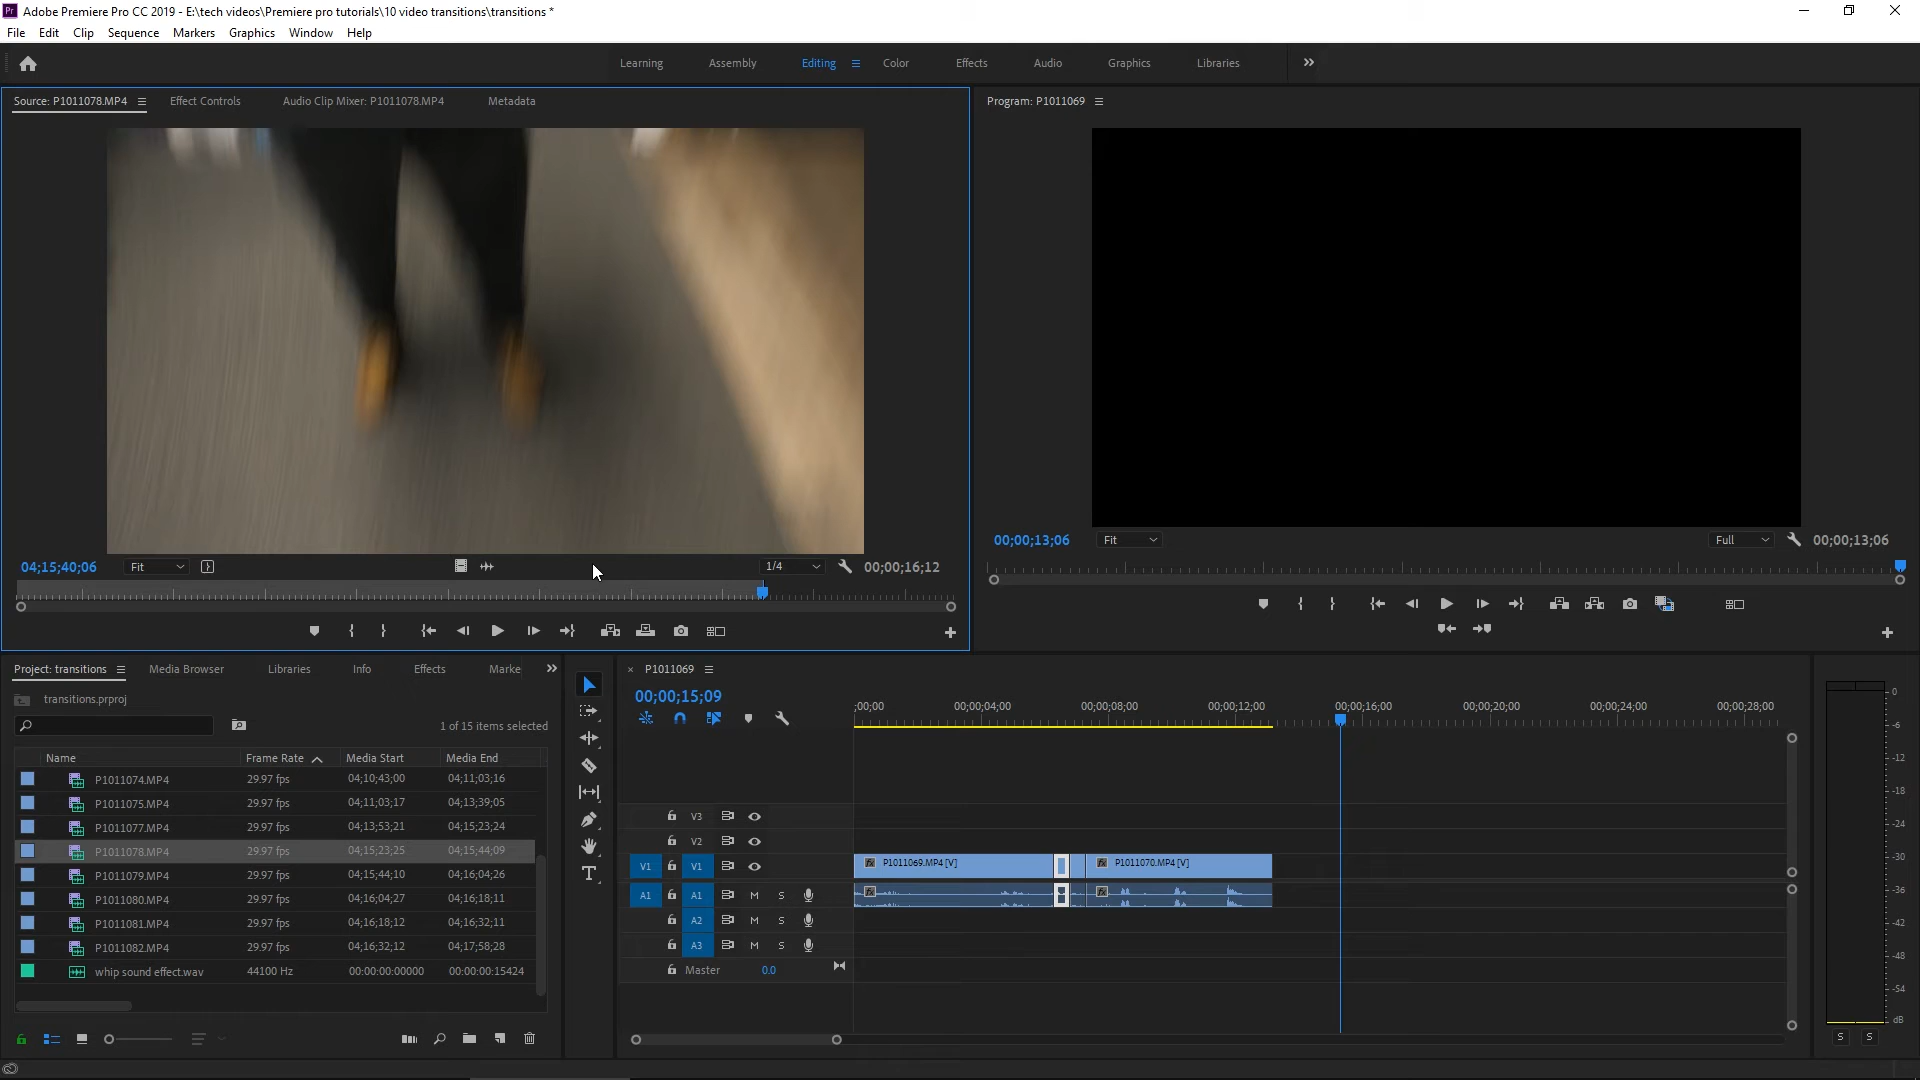 Pr Adobe Premiere Pro CC 2019 - E:\tech videos\Premiere pro tutorials\10 video transitions\transitions *
File Edit Clip Sequence Markers Graphics Window Help
Learning Assembly Editing Color Effects Audio Graphics Libraries
Source: P1011078.MP4 Effect Controls Audio Clip Mixer: P1011078.MP4 Metadata
Program: P1011069
04;15;40;06 Fit 1/4 00;00;16;12
00;00;13;06 Fit Full 00;00;13;06
Project: transitions Media Browser Libraries Info Effects Marke
transitions.prproj
1 of 15 items selected
Name Frame Rate Media Start Media End
P1011074.MP4 29.97 fps 04;10;43;00 04;11;03;16
P1011075.MP4 29.97 fps 04;11;03;17 04;13;39;05
P1011077.MP4 29.97 fps 04;13;53;21 04;15;23;24
P1011078.MP4 29.97 fps 04;15;23;25 04;15;44;09
P1011079.MP4 29.97 fps 04;15;44;10 04;16;04;26
P1011080.MP4 29.97 fps 04;16;04;27 04;16;18;11
P1011081.MP4 29.97 fps 04;16;18;12 04;16;32;11
P1011082.MP4 29.97 fps 04;16;32;12 04;17;58;28
whip sound effect.wav 44100 Hz 00:00:00:00000 00:00:00:15424
T
× P1011069
00;00;15;09
;00;00 00;00;04;00 00;00;08;00 00;00;12;00 00;00;16;00 00;00;20;00 00;00;24;00 00;00;28;00
V3
V2
V1 V1 P1011069.MP4 [V] P1011070.MP4 [V]
A1 A1 M S
A2 M S
A3 M S
Master 0.0
0
-6
-12
-18
-24
-30
-36
-42
-48
-54
dB
S S